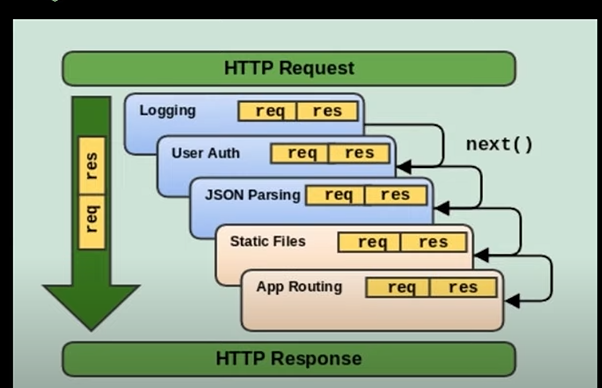 HTTP Request
Logging req res
next()
User Auth req res
JSON Parsing req res
Static Files req res
App Routing req res
req res
HTTP Response